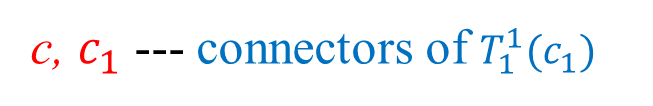 c, c₁ --- connectors of T₁¹(c₁)